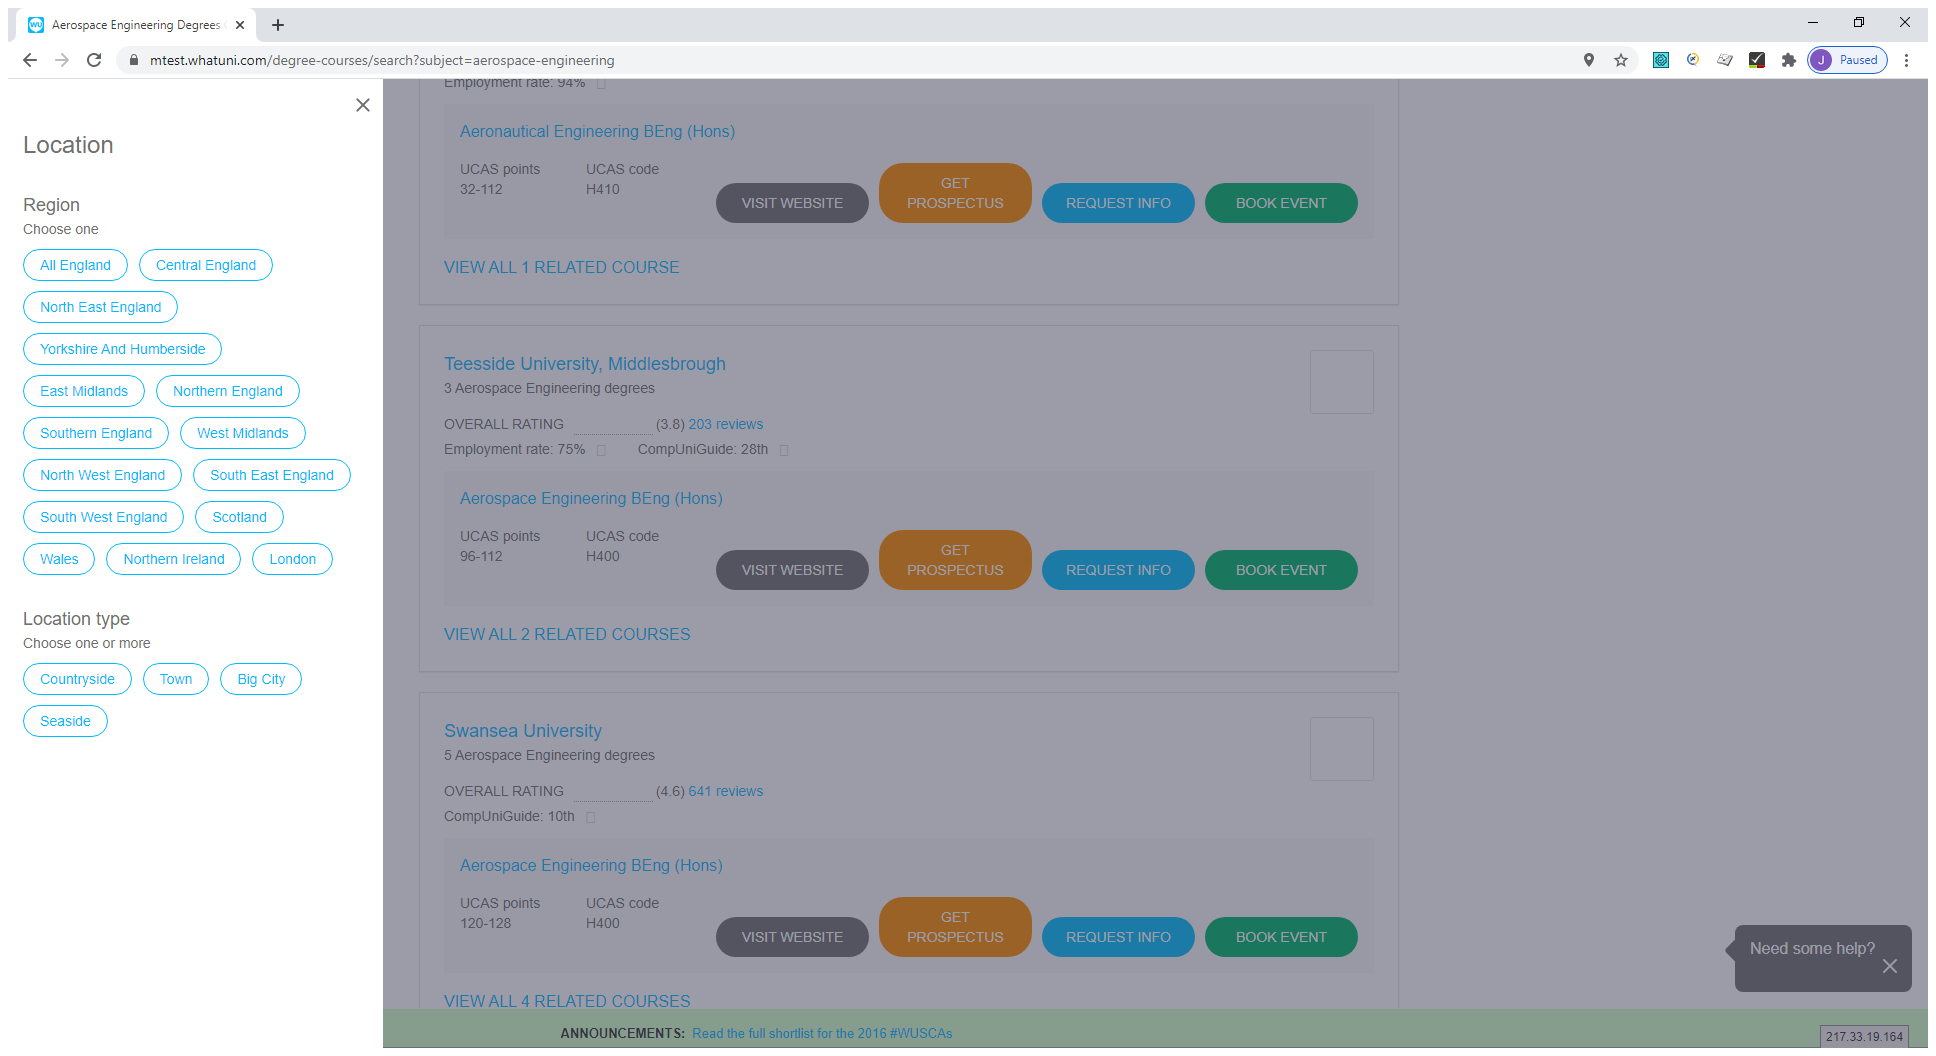 Aerospace Engineering Degrees
mtest.whatuni.com/degree-courses/search?subject=aerospace-engineering
J Paused
Location
Region
Choose one
All England Central England
North East England
Yorkshire And Humberside
East Midlands Northern England
Southern England West Midlands
North West England South East England
South West England Scotland
Wales Northern Ireland London
Location type
Choose one or more
Countryside Town Big City
Seaside
Employment rate: 94%
Aeronautical Engineering BEng (Hons)
UCAS points UCAS code
32-112 H410
VISIT WEBSITE GET PROSPECTUS REQUEST INFO BOOK EVENT
VIEW ALL 1 RELATED COURSE
Teesside University, Middlesbrough
3 Aerospace Engineering degrees
OVERALL RATING (3.8) 203 reviews
Employment rate: 75% CompUniGuide: 28th
Aerospace Engineering BEng (Hons)
UCAS points UCAS code
96-112 H400
VISIT WEBSITE GET PROSPECTUS REQUEST INFO BOOK EVENT
VIEW ALL 2 RELATED COURSES
Swansea University
5 Aerospace Engineering degrees
OVERALL RATING (4.6) 641 reviews
CompUniGuide: 10th
Aerospace Engineering BEng (Hons)
UCAS points UCAS code
120-128 H400
VISIT WEBSITE GET PROSPECTUS REQUEST INFO BOOK EVENT
VIEW ALL 4 RELATED COURSES
Need some help?
ANNOUNCEMENTS: Read the full shortlist for the 2016 #WUSCAs
217.33.19.164